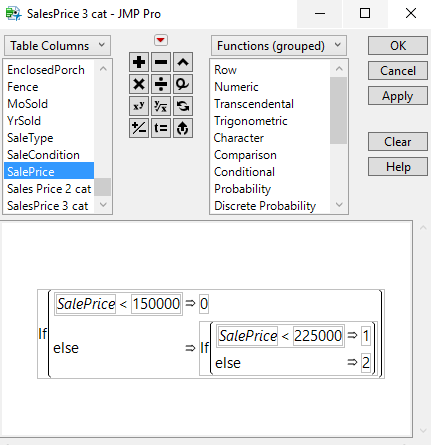 SalesPrice 3 cat - JMP Pro
Table Columns
EnclosedPorch
Fence
MoSold
YrSold
SaleType
SaleCondition
SalePrice
Sales Price 2 cat
SalesPrice 3 cat
Functions (grouped)
Row
Numeric
Transcendental
Trigonometric
Character
Comparison
Conditional
Probability
Discrete Probability
OK
Cancel
Apply
Clear
Help
xʸ
ʸ√x
+/−
t=
If
SalePrice < 150000 ⇒ 0
else ⇒ If
SalePrice < 225000 ⇒ 1
else ⇒ 2